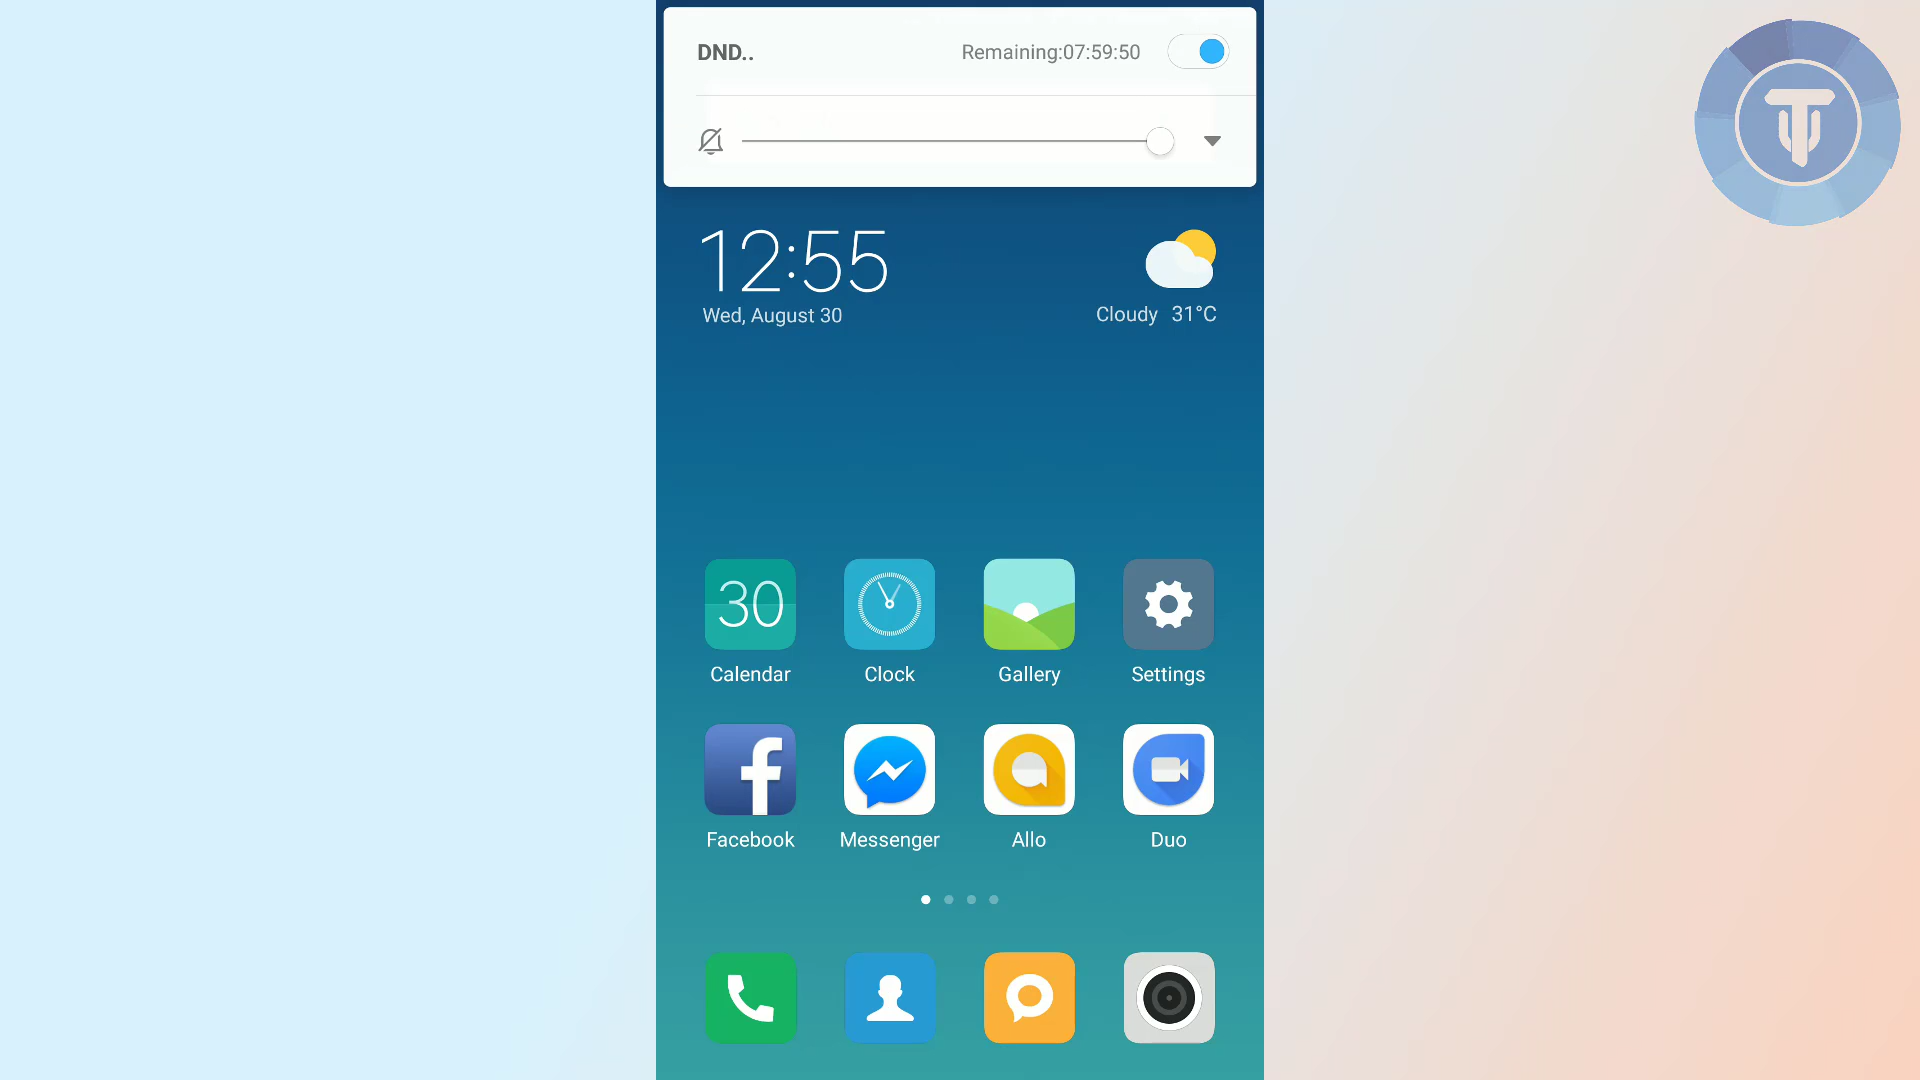 DND..
Remaining:07:59:50
12:55
Wed, August 30
Cloudy 31°C
30
Calendar
Clock
Gallery
Settings
Facebook
Messenger
Allo
Duo